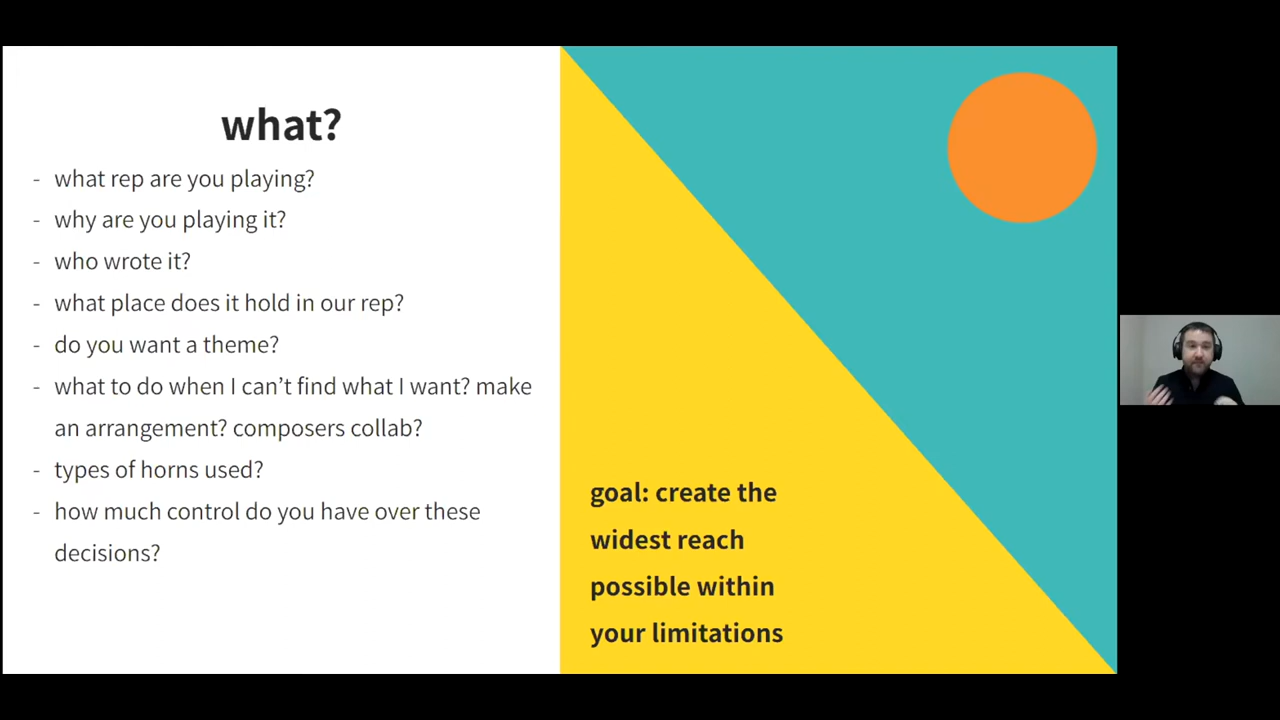 what?
- what rep are you playing?
- why are you playing it?
- who wrote it?
- what place does it hold in our rep?
- do you want a theme?
- what to do when I can’t find what I want? make
an arrangement? composers collab?
- types of horns used?
- how much control do you have over these
decisions?
goal: create the
widest reach
possible within
your limitations